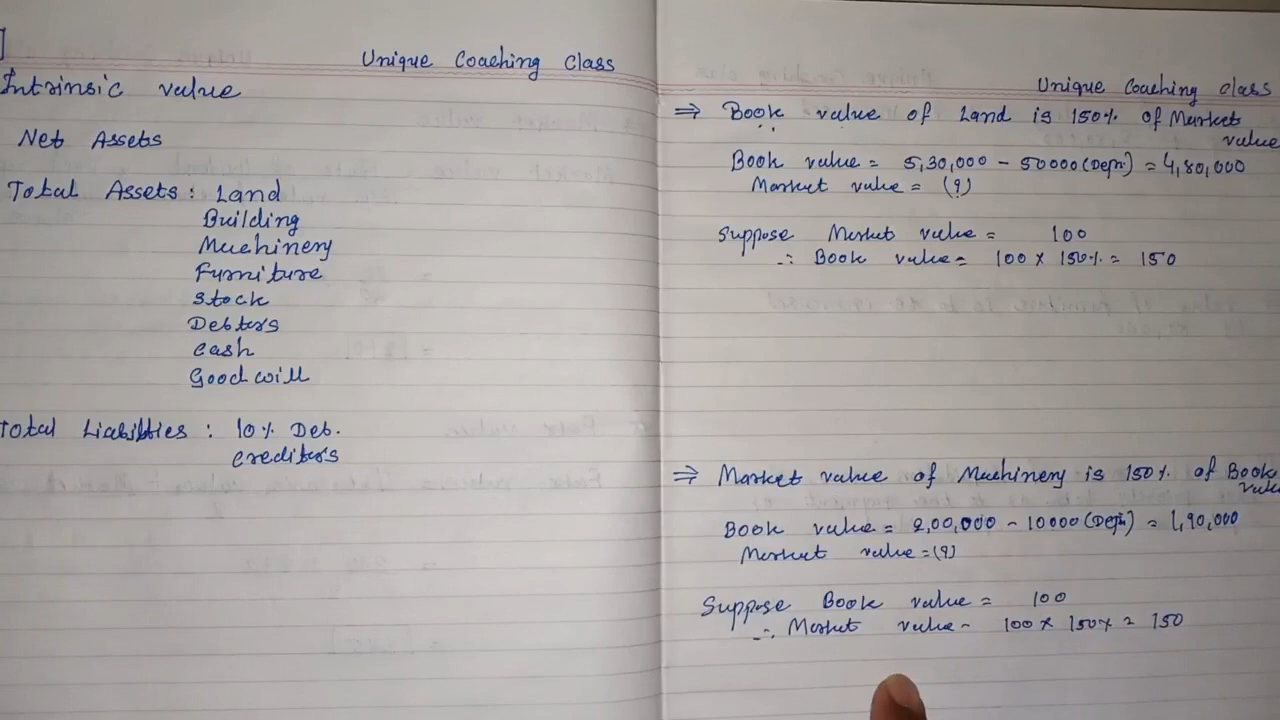 Unique Coaching Class
Intrinsic value
Net Assets
Total Assets : Land
Building
Machinery
Furniture
Stock
Debtors
Cash
Goodwill
Total Liabilities : 10% Deb.
Creditors
Unique Coaching Class
⇒ Book value of Land is 150% of Market value
Book value = 5,30,000 - 50000 (Depn.) = 4,80,000
Market value = (?)
Suppose Market value = 100
∴ Book value = 100 × 150% = 150
⇒ Market value of Machinery is 150% of Book value
Book value = 2,00,000 - 10000 (Depn.) = 1,90,000
Market value = (?)
Suppose Book value = 100
∴ Market value = 100 × 150% = 150